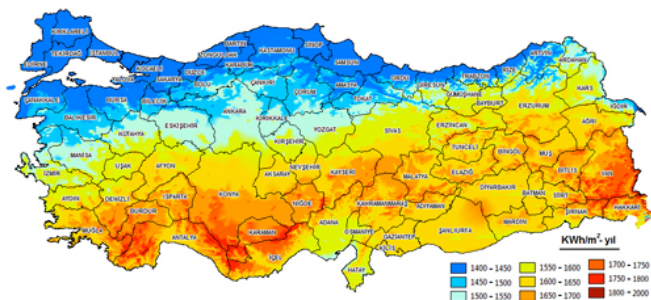 KIRKLARELİ
TEKİRDAĞ
İSTANBUL
EDİRNE
YALOVA
KOCAELİ
SAKARYA
DÜZCE
BOLU
ZONGULDAK
BARTIN
KARABÜK
KASTAMONU
SİNOP
SAMSUN
ORDU
GİRESUN
TRABZON
RİZE
ARTVİN
ARDAHAN
ÇANAKKALE
BALIKESİR
BURSA
BİLECİK
ÇANKIRI
ÇORUM
AMASYA
TOKAT
GÜMÜŞHANE
BAYBURT
ERZURUM
KARS
IĞDIR
KÜTAHYA
ESKİŞEHİR
ANKARA
KIRIKKALE
KIRŞEHİR
YOZGAT
SİVAS
ERZİNCAN
TUNCELİ
AĞRI
MANİSA
İZMİR
UŞAK
AFYON
AKSARAY
NEVŞEHİR
KAYSERİ
MALATYA
ELAZIĞ
BİNGÖL
MUŞ
BİTLİS
VAN
AYDIN
DENİZLİ
BURDUR
ISPARTA
KONYA
NİĞDE
KAHRAMANMARAŞ
ADIYAMAN
DİYARBAKIR
BATMAN
SİİRT
ŞIRNAK
HAKKARİ
MUĞLA
ANTALYA
KARAMAN
İÇEL
ADANA
OSMANİYE
GAZİANTEP
KİLİS
ŞANLIURFA
MARDİN
HATAY
KWh/m²- yıl
1400 – 1450 1550 – 1600 1700 – 1750
1450 – 1500 1600 – 1650 1750 – 1800
1500 – 1550 1650 – 1700 1800 – 2000